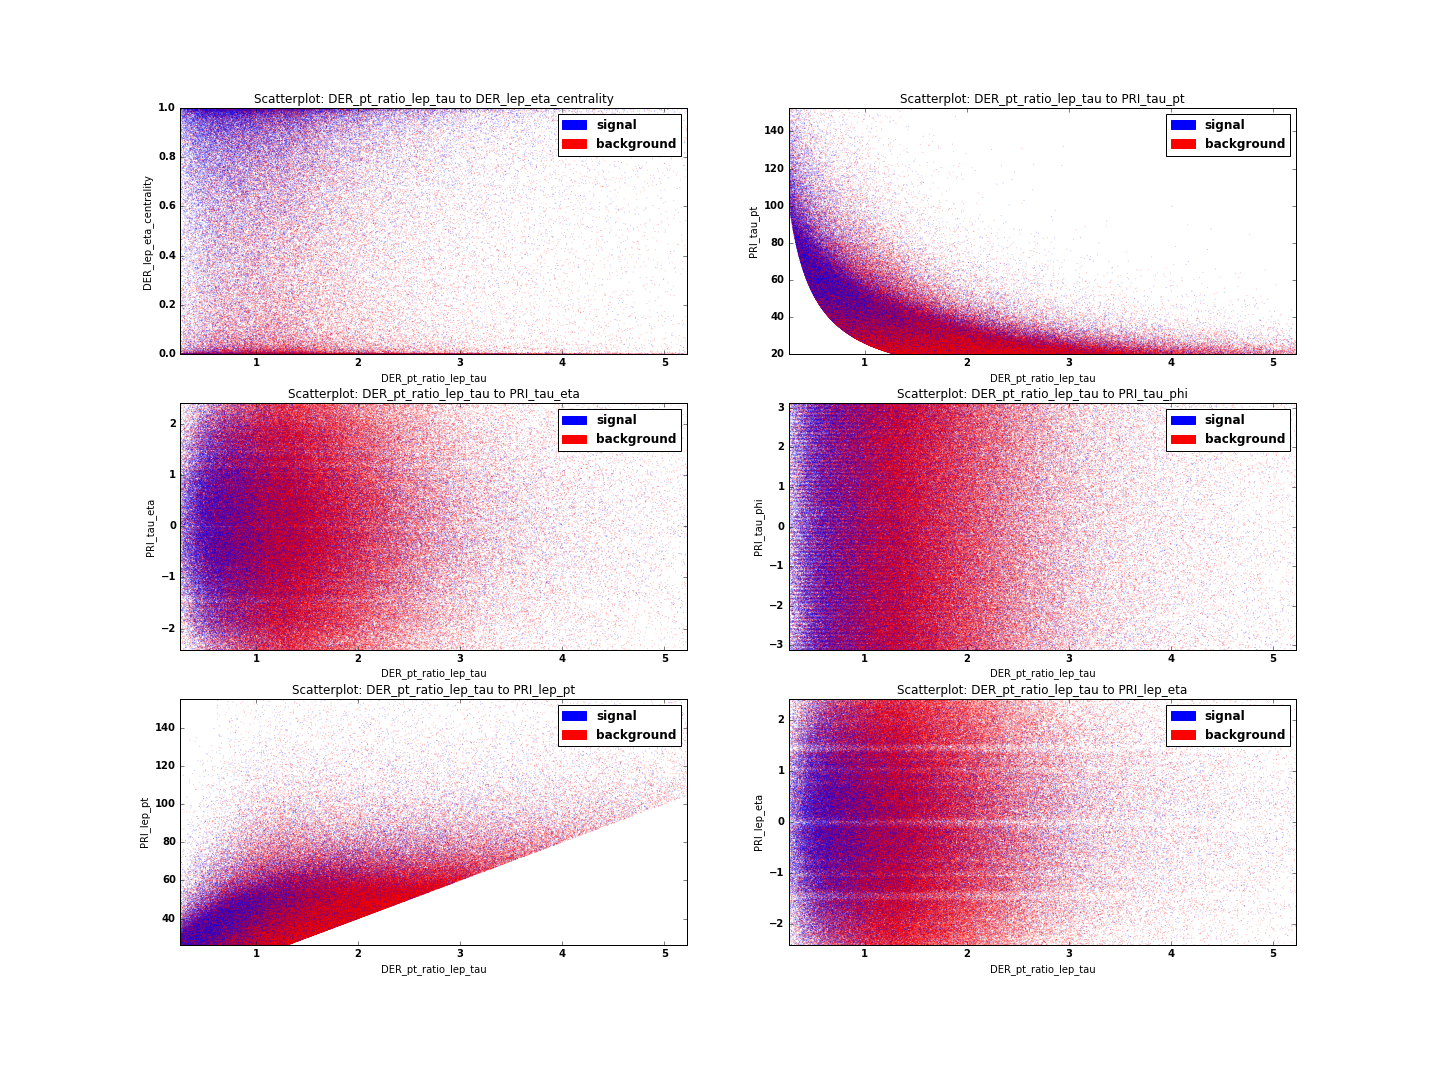 Scatterplot: DER_pt_ratio_lep_tau to DER_lep_eta_centrality
1.0
0.8
0.6
0.4
0.2
0.0
DER_lep_eta_centrality
signal
background
1 2 3 4 5
DER_pt_ratio_lep_tau
Scatterplot: DER_pt_ratio_lep_tau to PRI_tau_pt
140
120
100
80
60
40
20
PRI_tau_pt
signal
background
1 2 3 4 5
DER_pt_ratio_lep_tau
Scatterplot: DER_pt_ratio_lep_tau to PRI_tau_eta
2
1
0
−1
−2
PRI_tau_eta
signal
background
1 2 3 4 5
DER_pt_ratio_lep_tau
Scatterplot: DER_pt_ratio_lep_tau to PRI_tau_phi
3
2
1
0
−1
−2
−3
PRI_tau_phi
signal
background
1 2 3 4 5
DER_pt_ratio_lep_tau
Scatterplot: DER_pt_ratio_lep_tau to PRI_lep_pt
140
120
100
80
60
40
PRI_lep_pt
signal
background
1 2 3 4 5
DER_pt_ratio_lep_tau
Scatterplot: DER_pt_ratio_lep_tau to PRI_lep_eta
2
1
0
−1
−2
PRI_lep_eta
signal
background
1 2 3 4 5
DER_pt_ratio_lep_tau